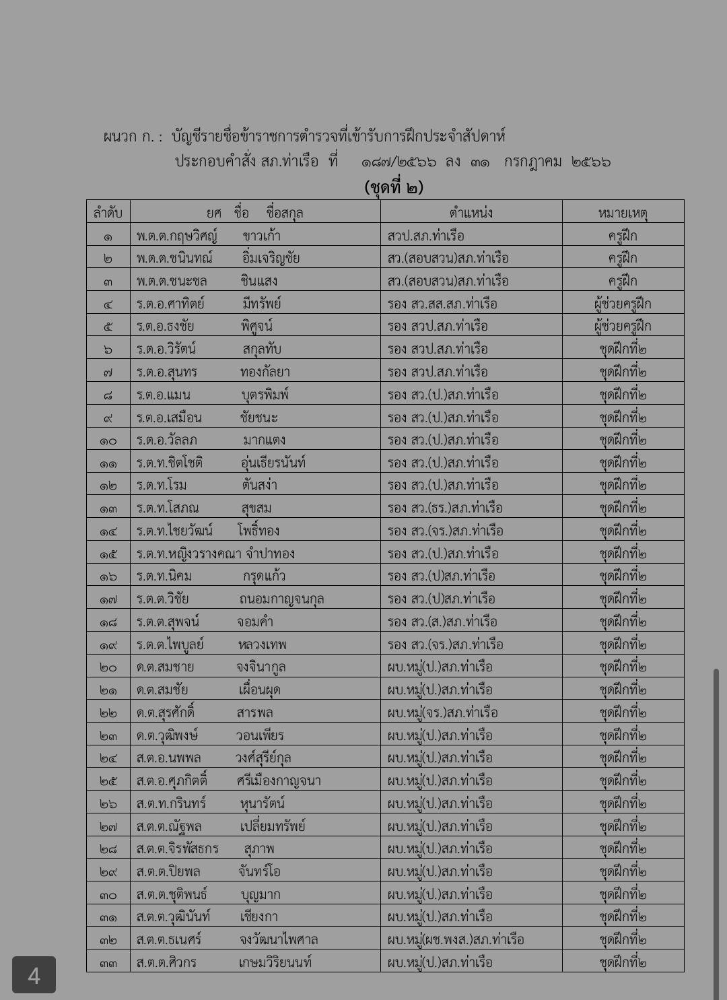 ผนวก ก. : บัญชีรายชื่อข้าราชการตำรวจที่เข้ารับการฝึกประจำสัปดาห์
ประกอบคำสั่ง สภ.ท่าเรือ ที่ ๑๘๗/๒๕๖๖ ลง ๓๑ กรกฎาคม ๒๕๖๖
(ชุดที่ ๒)
ลำดับ ยศ ชื่อ ชื่อสกุล ตำแหน่ง หมายเหตุ
๑ พ.ต.ต.กฤษวิศญ์ ขาวเก้า สวป.สภ.ท่าเรือ ครูฝึก
๒ พ.ต.ต.ชนินทณ์ อิ่มเจริญชัย สว.(สอบสวน)สภ.ท่าเรือ ครูฝึก
๓ พ.ต.ต.ชนะชล ชินแสง สว.(สอบสวน)สภ.ท่าเรือ ครูฝึก
๔ ร.ต.อ.ศาทิตย์ มีทรัพย์ รอง สว.สส.สภ.ท่าเรือ ผู้ช่วยครูฝึก
๕ ร.ต.อ.ธงชัย พิศูจน์ รอง สวป.สภ.ท่าเรือ ผู้ช่วยครูฝึก
๖ ร.ต.อ.วิรัตน์ สกุลทับ รอง สวป.สภ.ท่าเรือ ชุดฝึกที่๒
๗ ร.ต.อ.สุนทร ทองกัลยา รอง สวป.สภ.ท่าเรือ ชุดฝึกที่๒
๘ ร.ต.อ.แมน บุตรพิมพ์ รอง สว.(ป.)สภ.ท่าเรือ ชุดฝึกที่๒
๙ ร.ต.อ.เสมือน ชัยชนะ รอง สว.(ป.)สภ.ท่าเรือ ชุดฝึกที่๒
๑๐ ร.ต.อ.วัลลภ มากแตง รอง สว.(ป.)สภ.ท่าเรือ ชุดฝึกที่๒
๑๑ ร.ต.ท.ชิตโชติ อุ่นเธียรนันท์ รอง สว.(ป.)สภ.ท่าเรือ ชุดฝึกที่๒
๑๒ ร.ต.ท.โรม ตันสง่า รอง สว.(ป.)สภ.ท่าเรือ ชุดฝึกที่๒
๑๓ ร.ต.ท.โสภณ สุขสม รอง สว.(ธร.)สภ.ท่าเรือ ชุดฝึกที่๒
๑๔ ร.ต.ท.ไชยวัฒน์ โพธิ์ทอง รอง สว.(จร.)สภ.ท่าเรือ ชุดฝึกที่๒
๑๕ ร.ต.ท.หญิงวรางคณา จำปาทอง รอง สว.(ป.)สภ.ท่าเรือ ชุดฝึกที่๒
๑๖ ร.ต.ท.นิคม กรุดแก้ว รอง สว.(ป)สภ.ท่าเรือ ชุดฝึกที่๒
๑๗ ร.ต.ต.วิชัย ถนอมกาญจนกุล รอง สว.(ป)สภ.ท่าเรือ ชุดฝึกที่๒
๑๘ ร.ต.ต.สุพจน์ จอมคำ รอง สว.(ส.)สภ.ท่าเรือ ชุดฝึกที่๒
๑๙ ร.ต.ต.ไพบูลย์ หลวงเทพ รอง สว.(จร.)สภ.ท่าเรือ ชุดฝึกที่๒
๒๐ ด.ต.สมชาย จงจินากูล ผบ.หมู่(ป.)สภ.ท่าเรือ ชุดฝึกที่๒
๒๑ ด.ต.สมชัย เผื่อนผุด ผบ.หมู่(ป.)สภ.ท่าเรือ ชุดฝึกที่๒
๒๒ ด.ต.สุรศักดิ์ สารพล ผบ.หมู่(จร.)สภ.ท่าเรือ ชุดฝึกที่๒
๒๓ ด.ต.วุฒิพงษ์ วอนเพียร ผบ.หมู่(ป.)สภ.ท่าเรือ ชุดฝึกที่๒
๒๔ ส.ต.อ.นพพล วงศ์สุรีย์กุล ผบ.หมู่(ป.)สภ.ท่าเรือ ชุดฝึกที่๒
๒๕ ส.ต.อ.ศุภกิตติ์ ศรีเมืองกาญจนา ผบ.หมู่(ป.)สภ.ท่าเรือ ชุดฝึกที่๒
๒๖ ส.ต.ท.กรินทร์ หุนารัตน์ ผบ.หมู่(ป.)สภ.ท่าเรือ ชุดฝึกที่๒
๒๗ ส.ต.ต.ณัฐพล เปลี่ยมทรัพย์ ผบ.หมู่(ป.)สภ.ท่าเรือ ชุดฝึกที่๒
๒๘ ส.ต.ต.จิรพัสธกร สุภาพ ผบ.หมู่(ป.)สภ.ท่าเรือ ชุดฝึกที่๒
๒๙ ส.ต.ต.ปิยพล จันทร์โอ ผบ.หมู่(ป.)สภ.ท่าเรือ ชุดฝึกที่๒
๓๐ ส.ต.ต.ชุติพนธ์ บุญมาก ผบ.หมู่(ป.)สภ.ท่าเรือ ชุดฝึกที่๒
๓๑ ส.ต.ต.วุฒินันท์ เชียงกา ผบ.หมู่(ป.)สภ.ท่าเรือ ชุดฝึกที่๒
๓๒ ส.ต.ต.ธเนศร์ จงวัฒนาไพศาล ผบ.หมู่(ผช.พงส.)สภ.ท่าเรือ ชุดฝึกที่๒
๓๓ ส.ต.ต.ศิวกร เกษมวิริยนนท์ ผบ.หมู่(ป.)สภ.ท่าเรือ ชุดฝึกที่๒
4